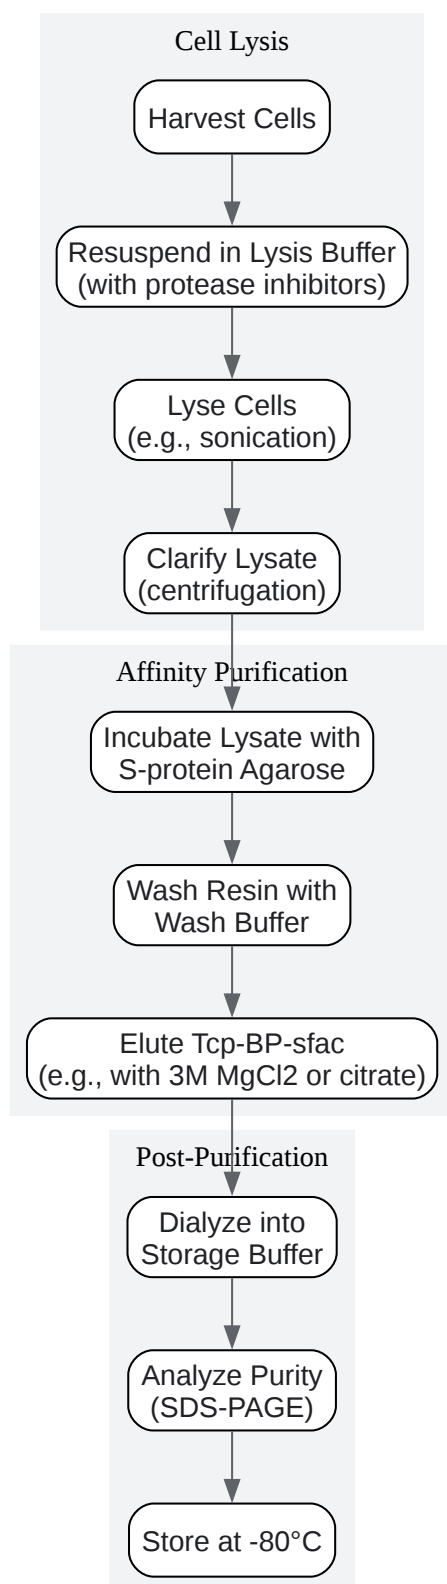 Cell Lysis
Harvest Cells
Resuspend in Lysis Buffer
(with protease inhibitors)
Lyse Cells
(e.g., sonication)
Clarify Lysate
(centrifugation)
Affinity Purification
Incubate Lysate with
S-protein Agarose
Wash Resin with
Wash Buffer
Elute Tcp-BP-sfac
(e.g., with 3M MgCl2 or citrate)
Post-Purification
Dialyze into
Storage Buffer
Analyze Purity
(SDS-PAGE)
Store at -80°C